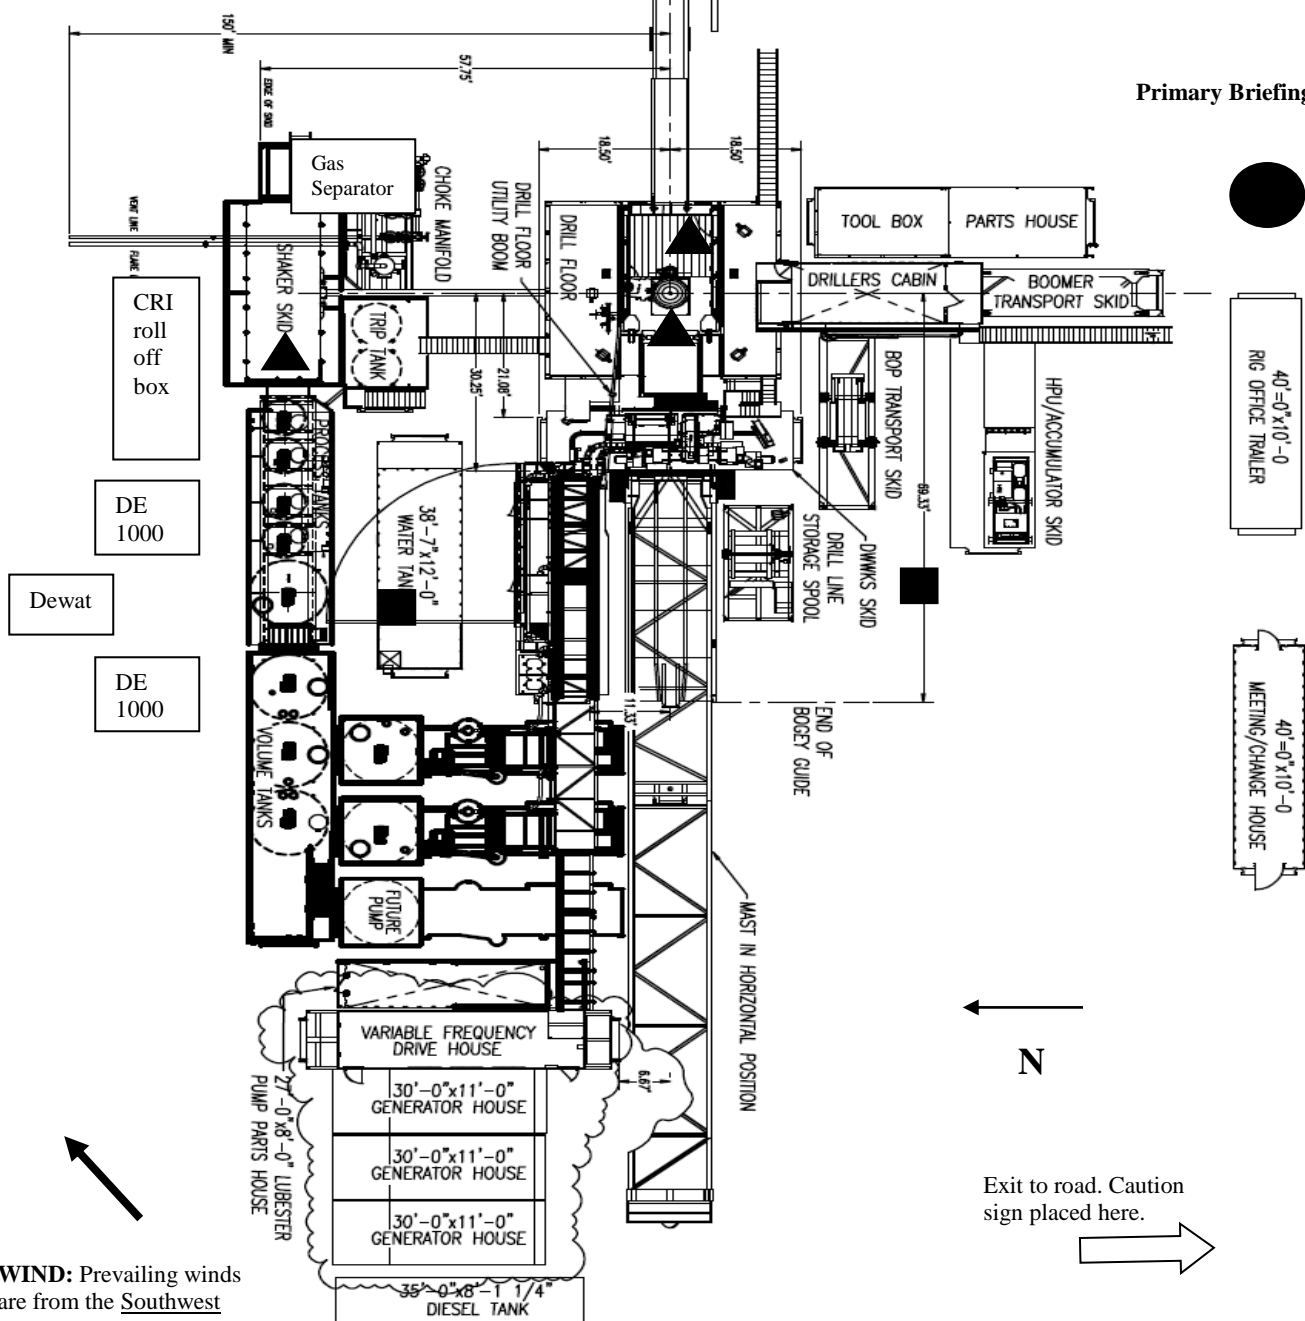 150' MIN
57.75'
EDGE OF SKID
18.50'
18.50'
Primary Briefing
Gas
Separator
CHOKE MANIFOLD
DRILL FLOOR
UTILITY BOOM
DRILL FLOOR
TOOL BOX
PARTS HOUSE
VENT LINE
SHAKER SKID
DRILLERS CABIN
BOOMER
TRANSPORT SKID
CRI
roll
off
box
TRIP TANK
30.25'
21.08'
BOP TRANSPORT SKID
HPU/ACCUMULATOR SKID
40'=0"x10'-0
RIG OFFICE TRAILER
PROCESS TANKS
DE
1000
38'-7"x12'-0"
WATER TANK
69.33'
DWWKS SKID
DRILL LINE
STORAGE SPOOL
Dewat
DE
1000
40'=0"x10'-0
MEETING/CHANGE HOUSE
11.33'
END OF
BOGEY GUIDE
VOLUME TANKS
FUTURE
PUMP
MAST IN HORIZONTAL POSITION
VARIABLE FREQUENCY
DRIVE HOUSE
6.67'
N
30'-0"x11'-0"
GENERATOR HOUSE
27'-0"x8'-0" LUBESTER
PUMP PARTS HOUSE
30'-0"x11'-0"
GENERATOR HOUSE
30'-0"x11'-0"
GENERATOR HOUSE
Exit to road. Caution
sign placed here.
WIND: Prevailing winds
are from the Southwest
35'-0"x8'-1 1/4"
DIESEL TANK